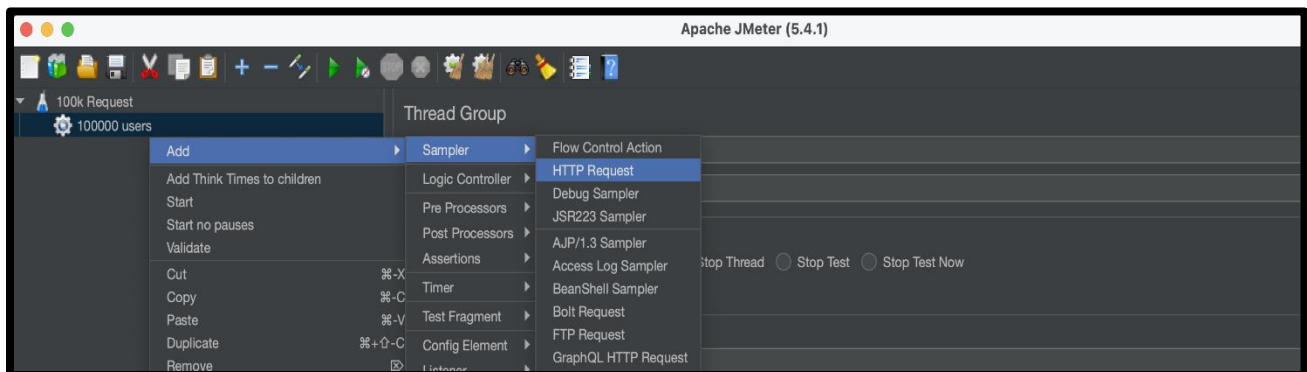 Apache JMeter (5.4.1)
100k Request
100000 users
Thread Group
Add
Add Think Times to children
Start
Start no pauses
Validate
Cut ⌘-X
Copy ⌘-C
Paste ⌘-V
Duplicate ⌘+⇧-C
Remove ⌦
Sampler
Logic Controller
Pre Processors
Post Processors
Assertions
Timer
Test Fragment
Config Element
Listener
Flow Control Action
HTTP Request
Debug Sampler
JSR223 Sampler
AJP/1.3 Sampler
Access Log Sampler
BeanShell Sampler
Bolt Request
FTP Request
GraphQL HTTP Request
Stop Thread Stop Test Stop Test Now